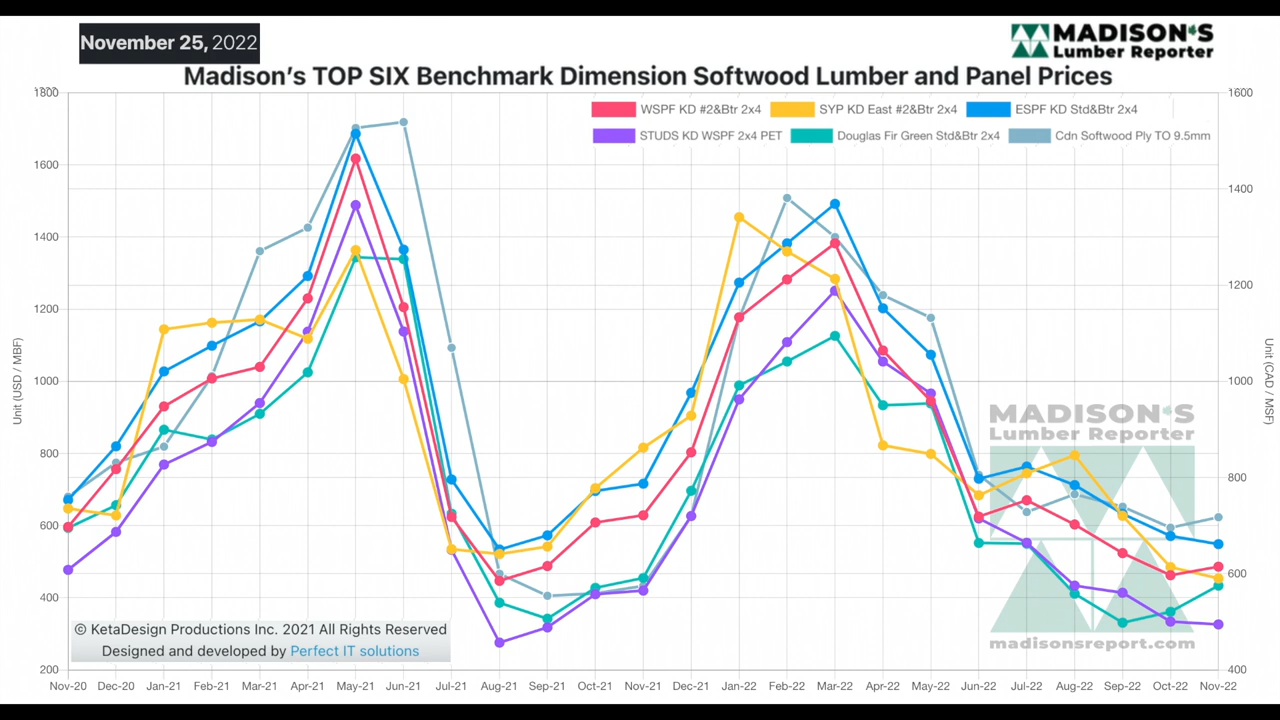 November 25, 2022
MADISON'S
Lumber Reporter
Madison's TOP SIX Benchmark Dimension Softwood Lumber and Panel Prices
WSPF KD #2&Btr 2x4 SYP KD East #2&Btr 2x4 ESPF KD Std&Btr 2x4
STUDS KD WSPF 2x4 PET Douglas Fir Green Std&Btr 2x4 Cdn Softwood Ply TO 9.5mm
1800 1600
1600
1400
1400
1200 1200
Unit (USD / MBF)
Unit (CAD / MSF)
1000 1000
MADISON'S
Lumber Reporter
800 800
600
600
400
madisonsreport.com
© KetaDesign Productions Inc. 2021 All Rights Reserved
Designed and developed by Perfect IT solutions
200 400
Nov-20 Dec-20 Jan-21 Feb-21 Mar-21 Apr-21 May-21 Jun-21 Jul-21 Aug-21 Sep-21 Oct-21 Nov-21 Dec-21 Jan-22 Feb-22 Mar-22 Apr-22 May-22 Jun-22 Jul-22 Aug-22 Sep-22 Oct-22 Nov-22